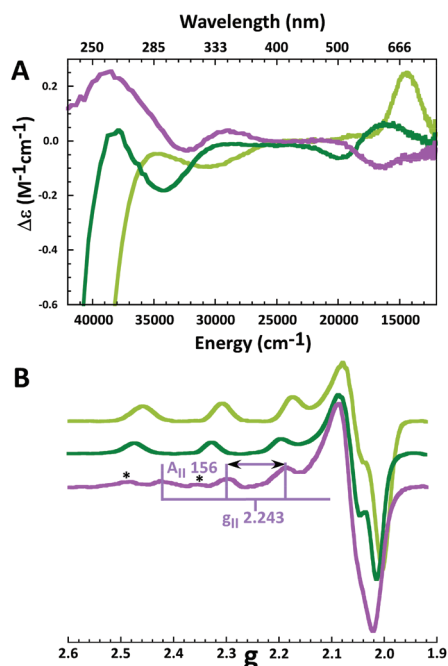 Wavelength (nm)
250 285 333 400 500 666
A
0.2
0.0
-0.2
-0.4
-0.6
Δε (M-1cm-1)
40000 35000 30000 25000 20000 15000
Energy (cm-1)
B
AII 156
* *
gII 2.243
2.6 2.5 2.4 2.3 2.2 2.1 2.0 1.9
g